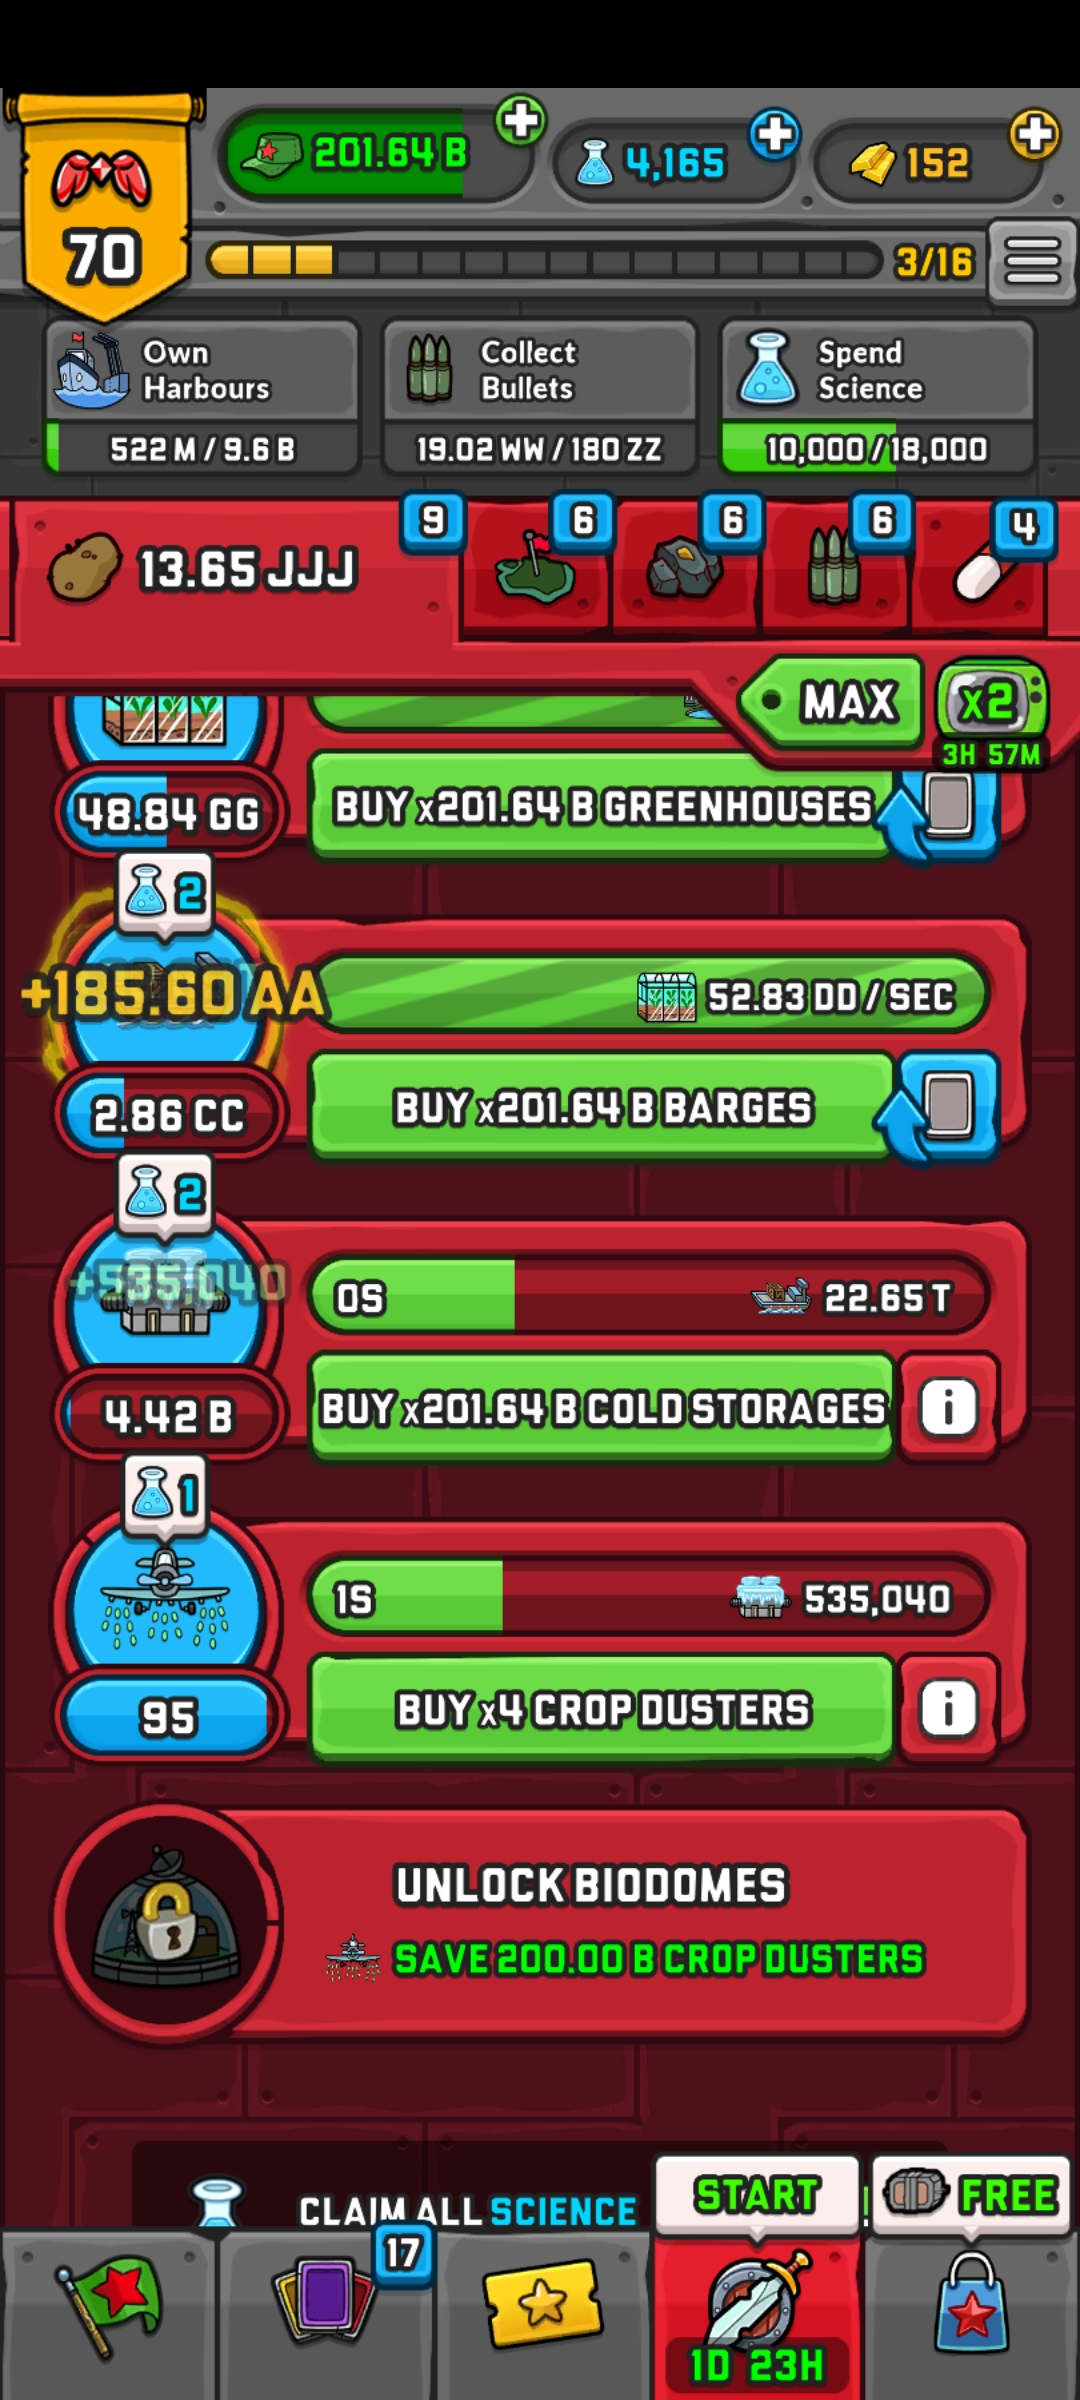 201.64 B
4,165
152
70
3/16
Own
Harbours
522 M / 9.6 B
Collect
Bullets
19.02 WW / 180 ZZ
Spend
Science
10,000 / 18,000
13.65 JJJ
9
6
6
6
4
MAX
x2
3H 57M
48.84 GG
BUY x201.64 B GREENHOUSES
2
+185.60 AA
52.83 DD / SEC
2.86 CC
BUY x201.64 B BARGES
2
+535,040
0S
22.65 T
4.42 B
BUY x201.64 B COLD STORAGES
i
1
1S
535,040
95
BUY x4 CROP DUSTERS
i
UNLOCK BIODOMES
SAVE 200.00 B CROP DUSTERS
CLAIM ALL SCIENCE
START
FREE
17
1D 23H